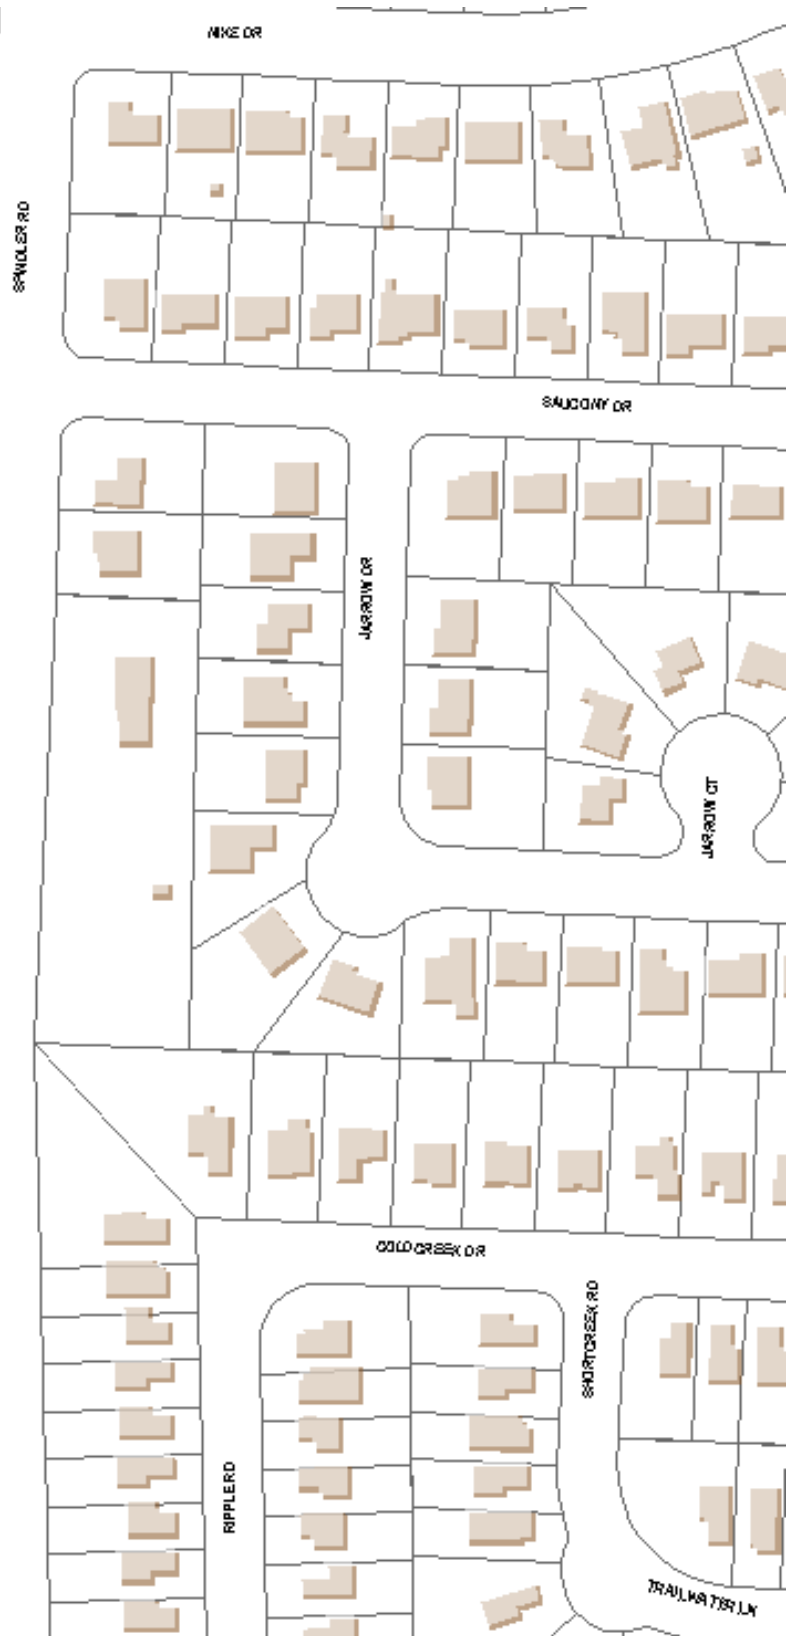 NIKE DR
SPINDLER RD
SAUCONY DR
JARROW DR
JARROW CT
COLD CREEK DR
SHORTCREEK RD
RIPPLE RD
TRAILWATER LN